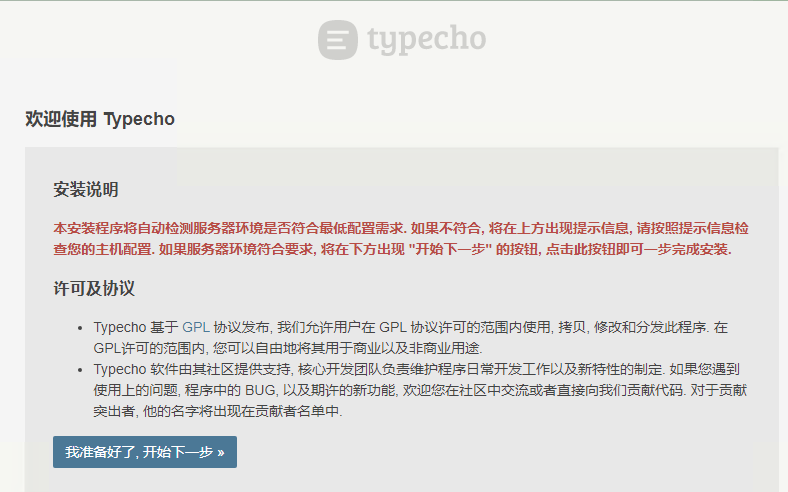 typecho
欢迎使用 Typecho
安装说明
本安装程序将自动检测服务器环境是否符合最低配置需求. 如果不符合, 将在上方出现提示信息, 请按照提示信息检
查您的主机配置. 如果服务器环境符合要求, 将在下方出现 "开始下一步" 的按钮, 点击此按钮即可一步完成安装.
许可及协议
Typecho 基于 GPL 协议发布, 我们允许用户在 GPL 协议许可的范围内使用, 拷贝, 修改和分发此程序. 在
GPL许可的范围内, 您可以自由地将其用于商业以及非商业用途.
Typecho 软件由其社区提供支持, 核心开发团队负责维护程序日常开发工作以及新特性的制定. 如果您遇到
使用上的问题, 程序中的 BUG, 以及期许的新功能, 欢迎您在社区中交流或者直接向我们贡献代码. 对于贡献
突出者, 他的名字将出现在贡献者名单中.
我准备好了, 开始下一步 »